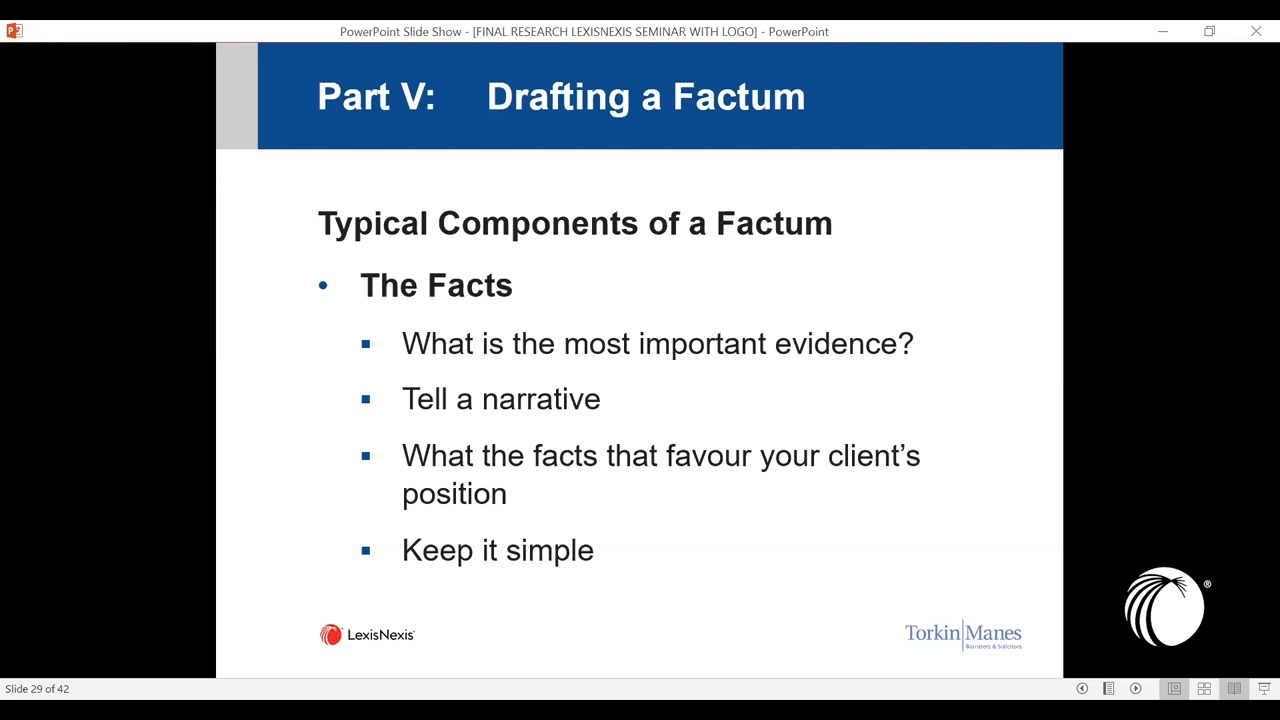 PowerPoint Slide Show - [FINAL RESEARCH LEXISNEXIS SEMINAR WITH LOGO] - PowerPoint
Part V: Drafting a Factum
Typical Components of a Factum
• The Facts
▪ What is the most important evidence?
▪ Tell a narrative
▪ What the facts that favour your client’s
position
▪ Keep it simple
LexisNexis®
Torkin|Manes
Barristers & Solicitors
®
Slide 29 of 42